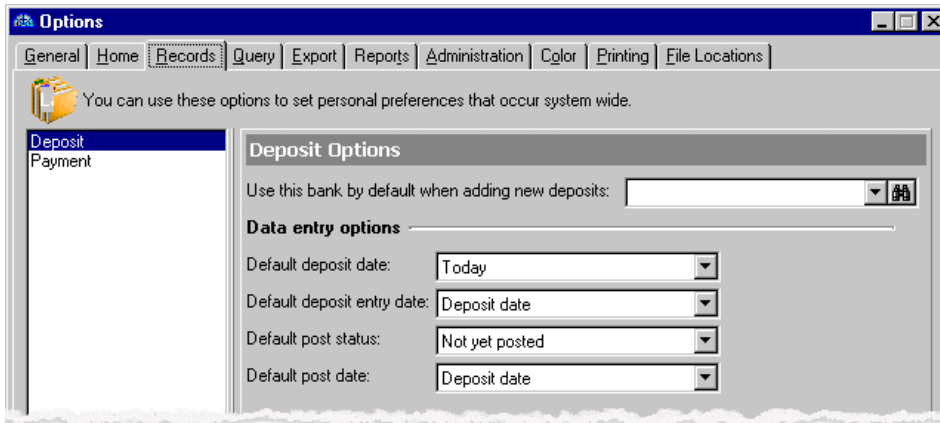 Options
General Home Records Query Export Reports Administration Color Printing File Locations
You can use these options to set personal preferences that occur system wide.
Deposit
Payment
Deposit Options
Use this bank by default when adding new deposits:
Data entry options
Default deposit date: Today
Default deposit entry date: Deposit date
Default post status: Not yet posted
Default post date: Deposit date